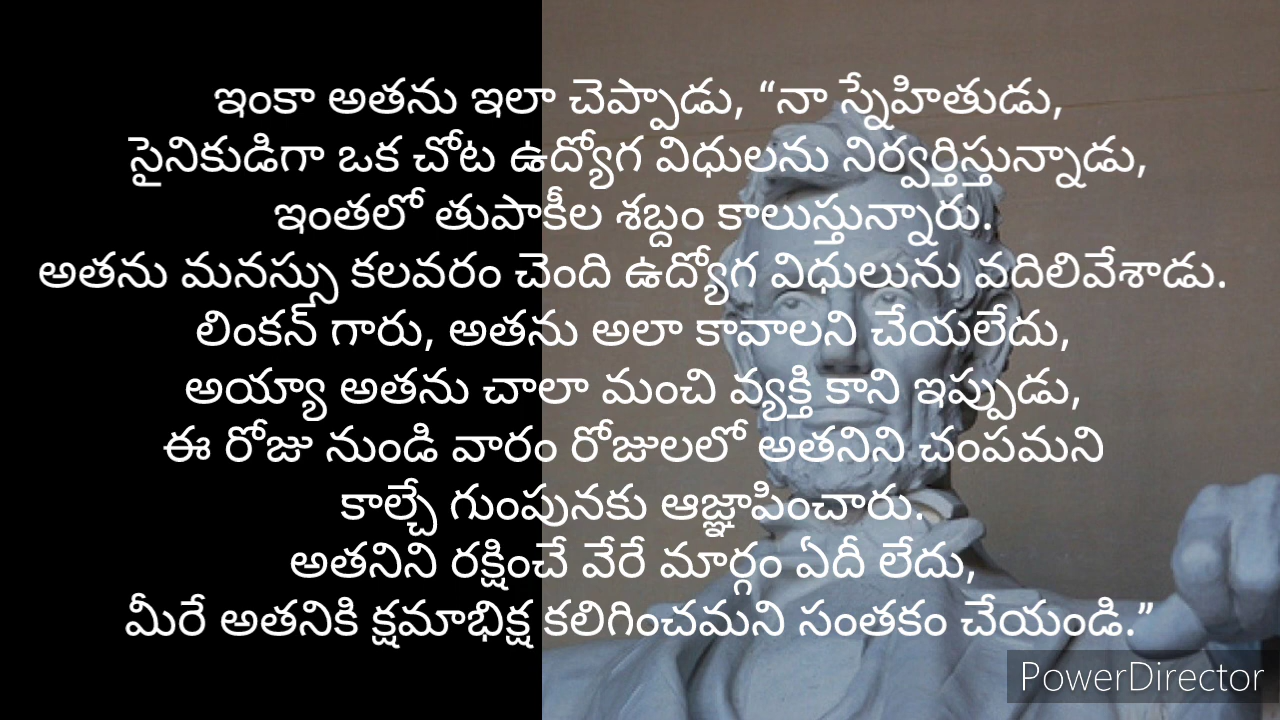 ఇంకా అతను ఇలా చెప్పాడు, “నా స్నేహితుడు,
సైనికుడిగా ఒక చోట ఉద్యోగ విధులను నిర్వర్తిస్తున్నాడు,
ఇంతలో తుపాకీల శబ్దం కాలుస్తున్నారు.
అతను మనస్సు కలవరం చెంది ఉద్యోగ విధులును వదిలివేశాడు.
లింకన్ గారు, అతను అలా కావాలని చేయలేదు,
అయ్యా అతను చాలా మంచి వ్యక్తి కాని ఇప్పుడు,
ఈ రోజు నుండి వారం రోజులలో అతనిని చంపమని
కాల్చే గుంపునకు ఆజ్ఞాపించారు.
అతనిని రక్షించే వేరే మార్గం ఏదీ లేదు,
మీరే అతనికి క్షమాభిక్ష కలిగించమని సంతకం చేయండి.”
PowerDirector